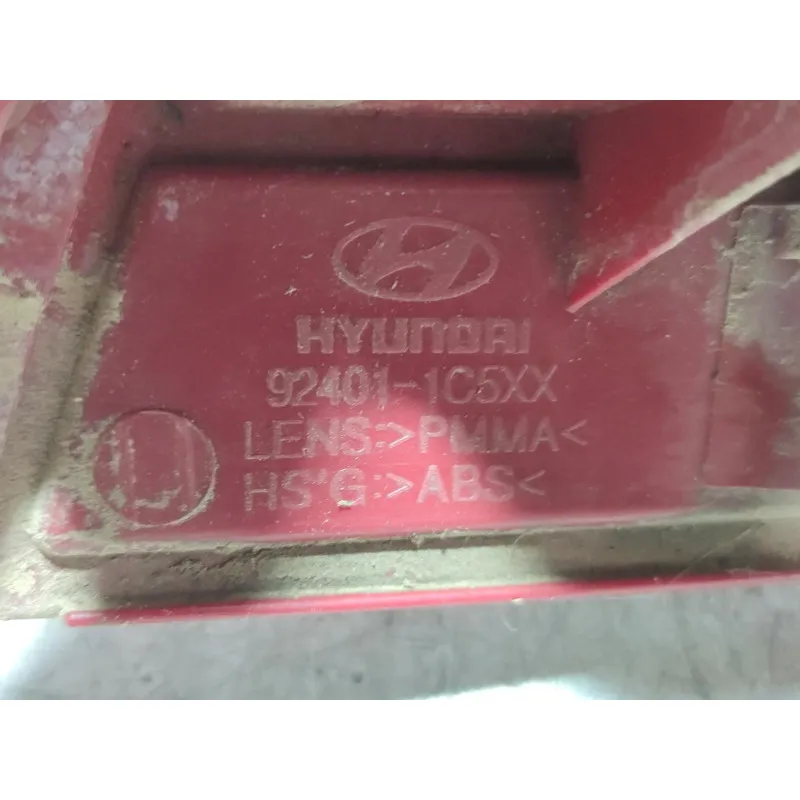 HYUNDAI
92401-1C5XX
LENS:>PMMA<
HS'G:>ABS<
L